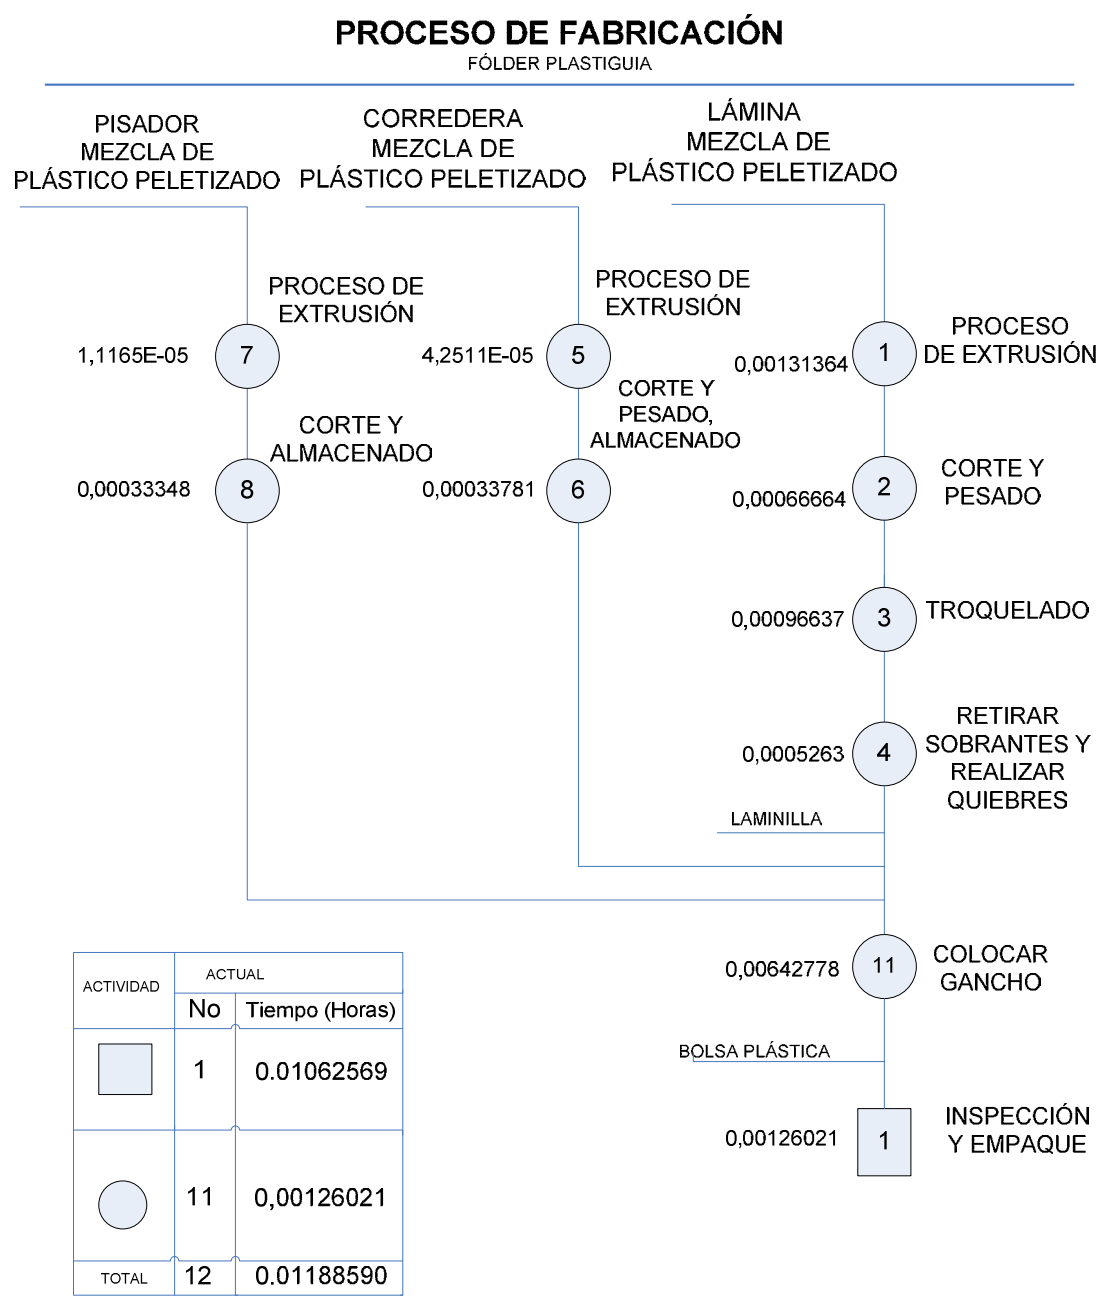 PROCESO DE FABRICACIÓN
FÓLDER PLASTIGUIA
PISADOR
MEZCLA DE
PLÁSTICO PELETIZADO
CORREDERA
MEZCLA DE
PLÁSTICO PELETIZADO
LÁMINA
MEZCLA DE
PLÁSTICO PELETIZADO
PROCESO DE
EXTRUSIÓN
1,1165E-05
7
CORTE Y
ALMACENADO
0,00033348
8
PROCESO DE
EXTRUSIÓN
4,2511E-05
5
CORTE Y
PESADO,
ALMACENADO
0,00033781
6
PROCESO
DE EXTRUSIÓN
0,00131364
1
CORTE Y
PESADO
0,00066664
2
TROQUELADO
0,00096637
3
RETIRAR
SOBRANTES Y
REALIZAR
QUIEBRES
0,0005263
4
LAMINILLA
COLOCAR
GANCHO
0,00642778
11
BOLSA PLÁSTICA
INSPECCIÓN
Y EMPAQUE
0,00126021
1
ACTIVIDAD
ACTUAL
No
Tiempo (Horas)
1
0.01062569
11
0,00126021
TOTAL
12
0.01188590